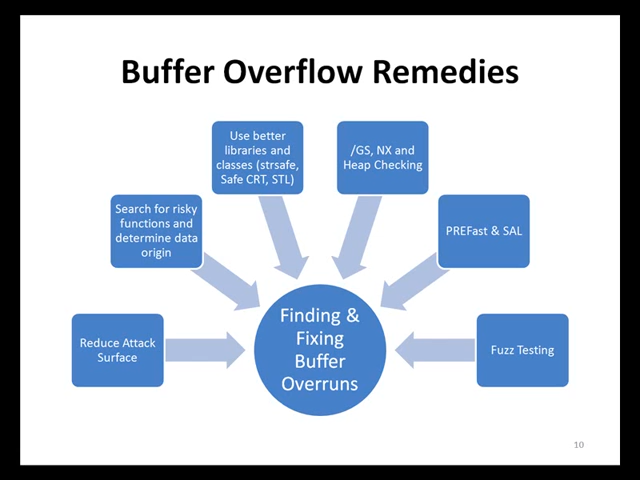 Buffer Overflow Remedies
Use better
libraries and
classes (strsafe,
Safe CRT, STL)
/GS, NX and
Heap Checking
Search for risky
functions and
determine data
origin
PREFast & SAL
Reduce Attack
Surface
Finding &
Fixing
Buffer
Overruns
Fuzz Testing
10